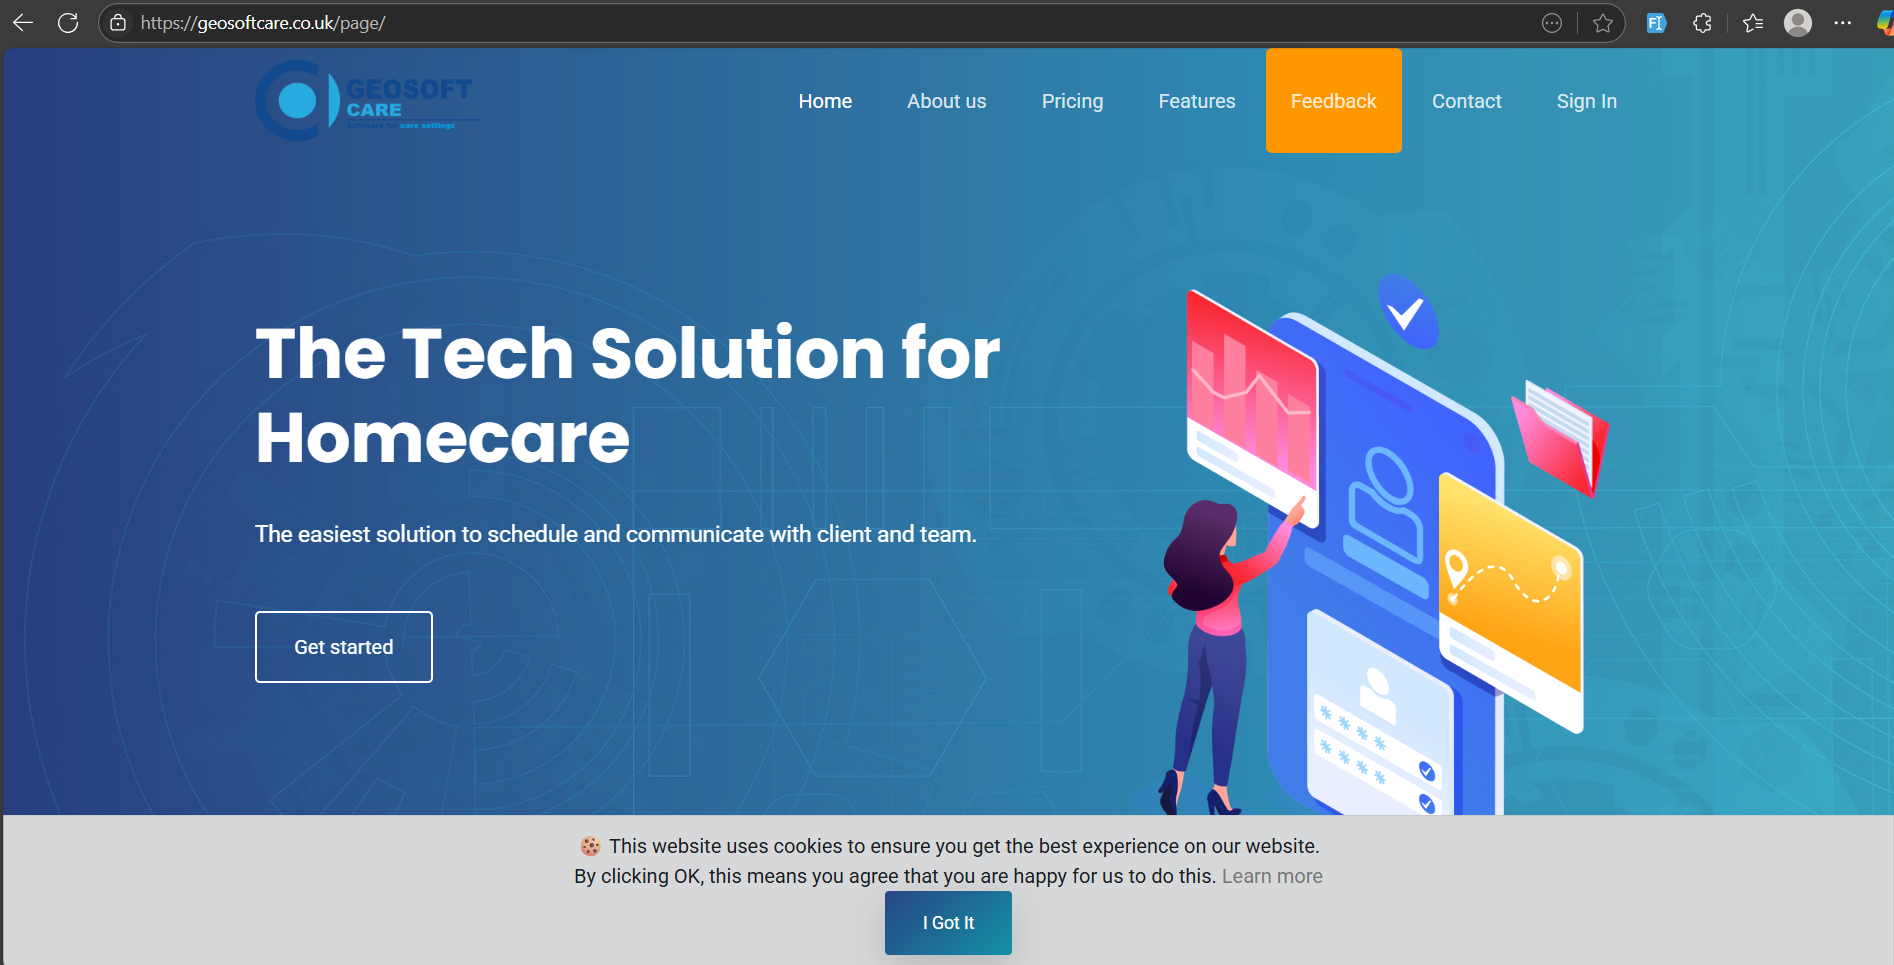 https://geosoftcare.co.uk/page/
GEOSOFT
CARE
Software for care settings
Home
About us
Pricing
Features
Feedback
Contact
Sign In
The Tech Solution for
Homecare
The easiest solution to schedule and communicate with client and team.
Get started
🍪 This website uses cookies to ensure you get the best experience on our website.
By clicking OK, this means you agree that you are happy for us to do this. Learn more
I Got It